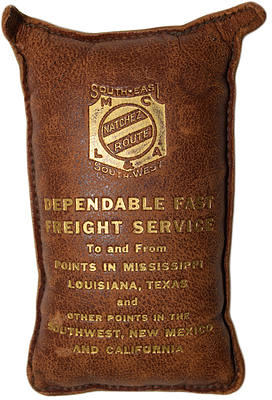 SOUTH-EAST
M C
NATCHEZ
ROUTE
L & A
SOUTH-WEST
DEPENDABLE FAST
FREIGHT SERVICE
To and From
POINTS IN MISSISSIPPI
LOUISIANA, TEXAS
and
OTHER POINTS IN THE
SOUTHWEST, NEW MEXICO
AND CALIFORNIA